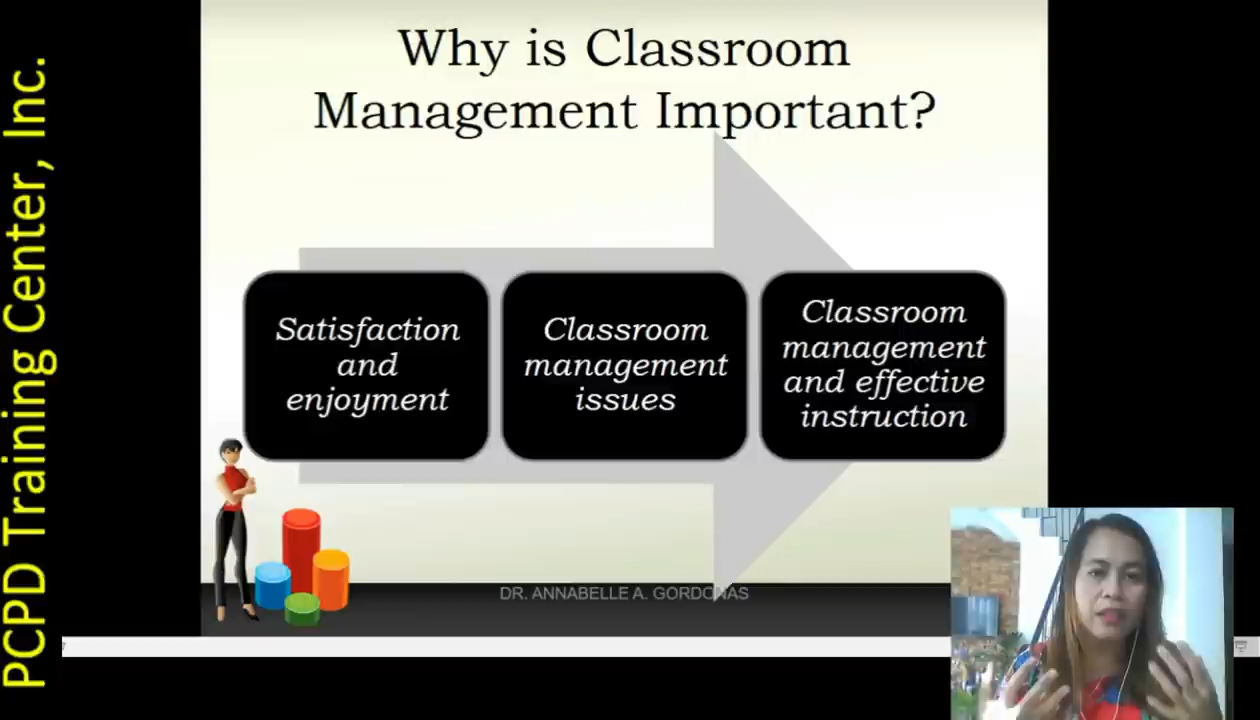 PCPD Training Center, Inc.
Why is Classroom
Management Important?
Satisfaction
and
enjoyment
Classroom
management
issues
Classroom
management
and effective
instruction
DR. ANNABELLE A. GORDONAS